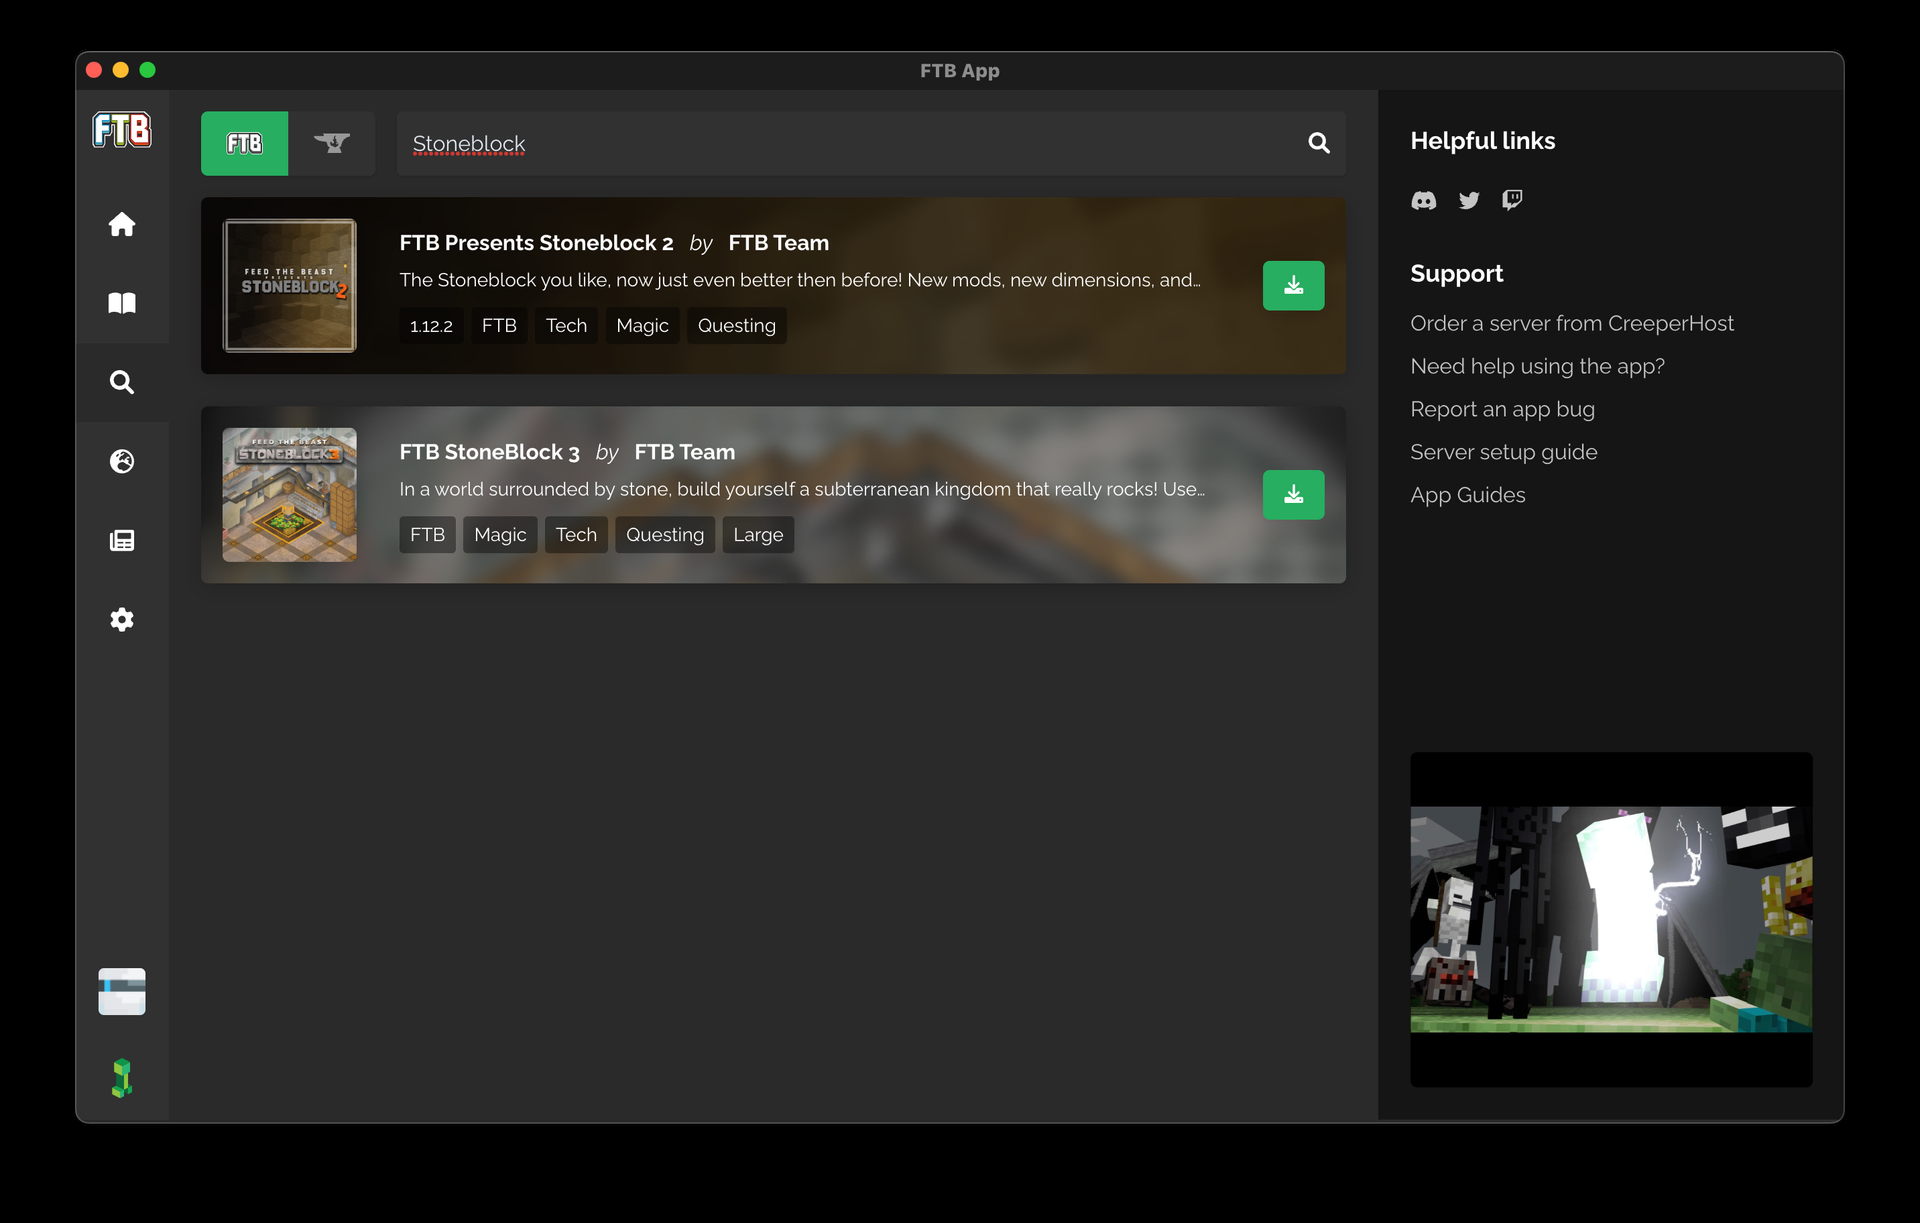 FTB App
FTB
FTB
Stoneblock
FEED THE BEAST
PRESENTS
STONEBLOCK 2
FTB Presents Stoneblock 2 by FTB Team
The Stoneblock you like, now just even better then before! New mods, new dimensions, and...
1.12.2 FTB Tech Magic Questing
FEED THE BEAST
STONEBLOCK 3
FTB StoneBlock 3 by FTB Team
In a world surrounded by stone, build yourself a subterranean kingdom that really rocks! Use...
FTB Magic Tech Questing Large
Helpful links
Support
Order a server from CreeperHost
Need help using the app?
Report an app bug
Server setup guide
App Guides